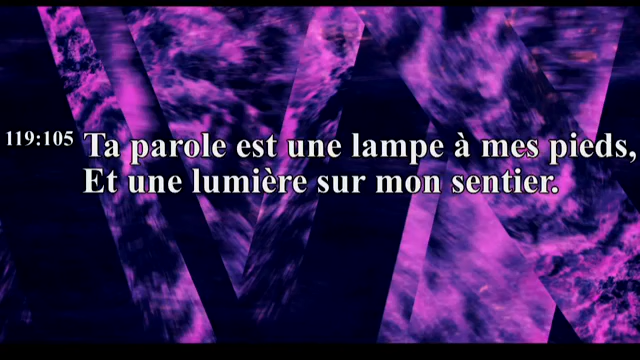 119:105 Ta parole est une lampe à mes pieds,
Et une lumière sur mon sentier.